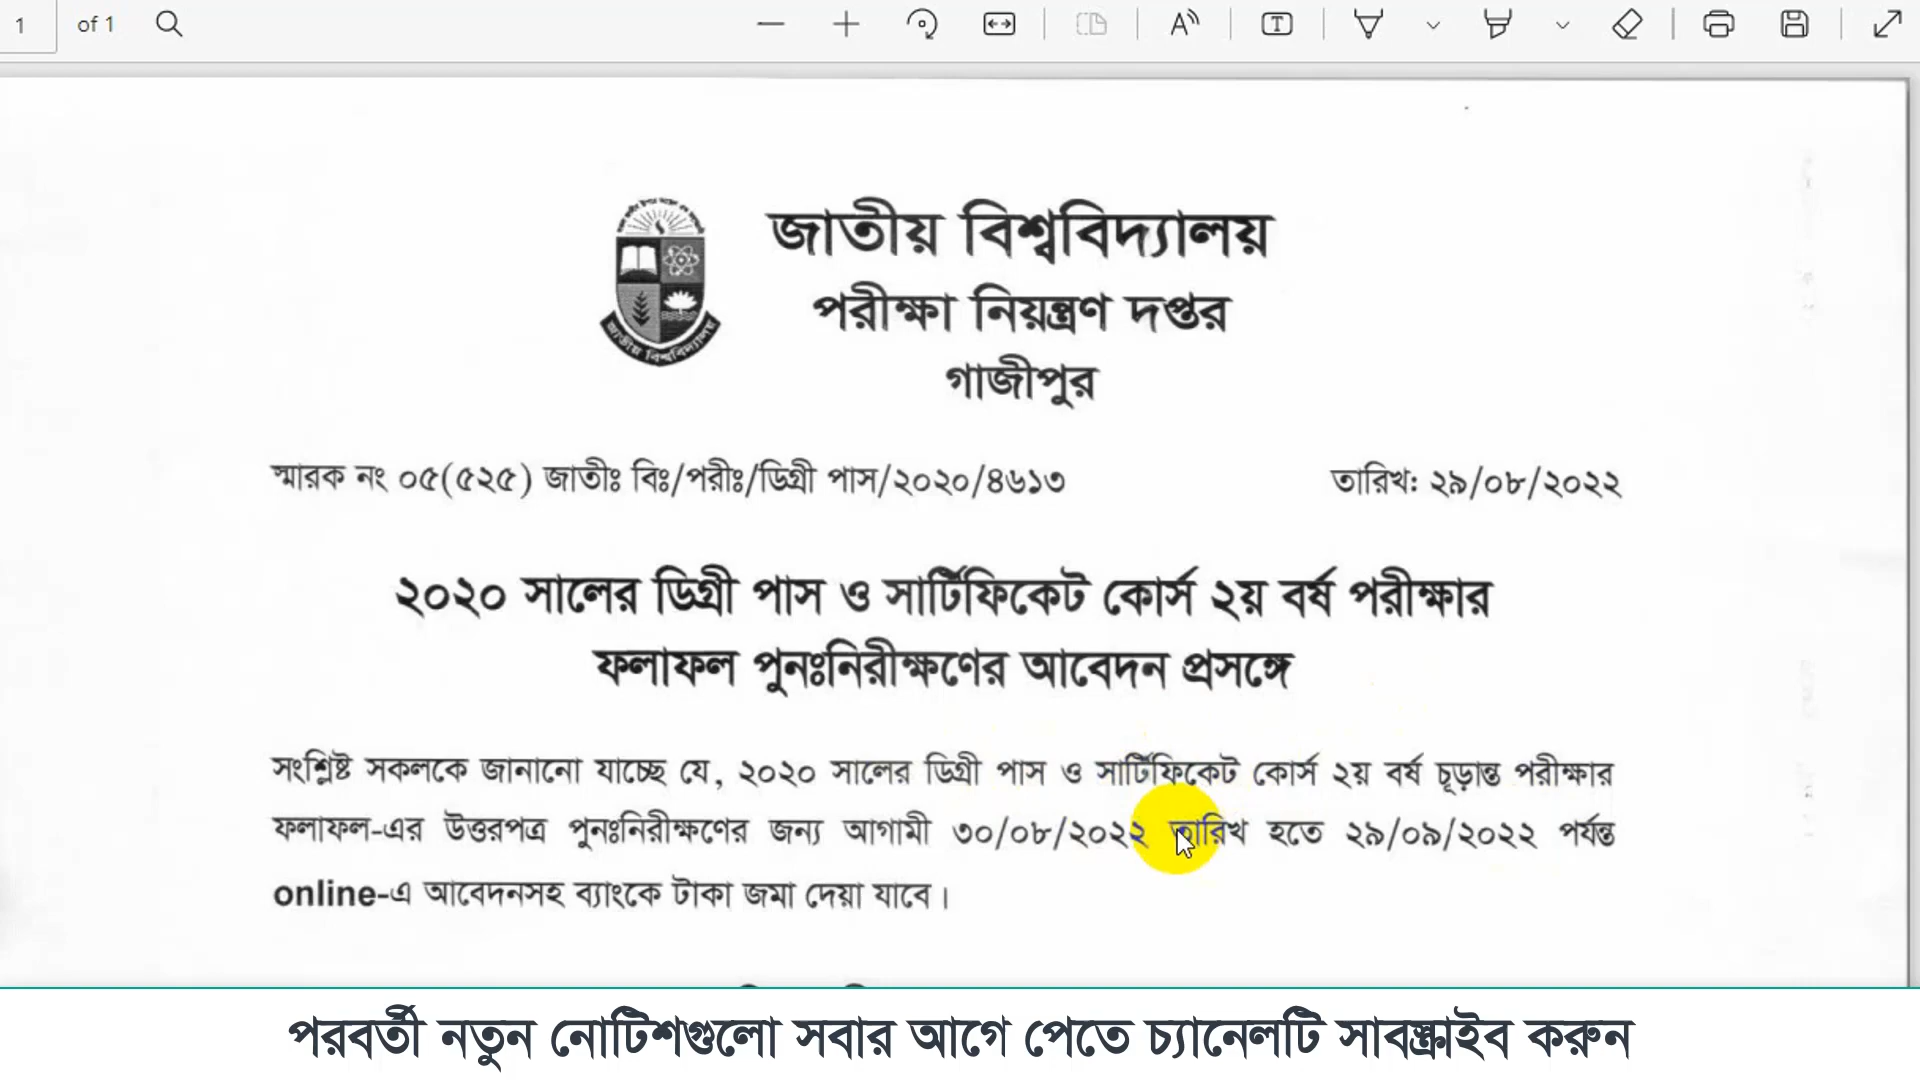 1 of 1
জাতীয় বিশ্ববিদ্যালয়
পরীক্ষা নিয়ন্ত্রণ দপ্তর
গাজীপুর
জাতীয় বিশ্ববিদ্যালয়
স্মারক নং ০৫(৫২৫) জাতীঃ বিঃ/পরীঃ/ডিগ্রী পাস/২০২০/৪৬১৩ তারিখ: ২৯/০৮/২০২২
২০২০ সালের ডিগ্রী পাস ও সার্টিফিকেট কোর্স ২য় বর্ষ পরীক্ষার
ফলাফল পুনঃনিরীক্ষণের আবেদন প্রসঙ্গে
সংশ্লিষ্ট সকলকে জানানো যাচ্ছে যে, ২০২০ সালের ডিগ্রী পাস ও সার্টিফিকেট কোর্স ২য় বর্ষ চূড়ান্ত পরীক্ষার
ফলাফল-এর উত্তরপত্র পুনঃনিরীক্ষণের জন্য আগামী ৩০/০৮/২০২২ তারিখ হতে ২৯/০৯/২০২২ পর্যন্ত
online-এ আবেদনসহ ব্যাংকে টাকা জমা দেয়া যাবে।
পরবর্তী নতুন নোটিশগুলো সবার আগে পেতে চ্যানেলটি সাবস্ক্রাইব করুন